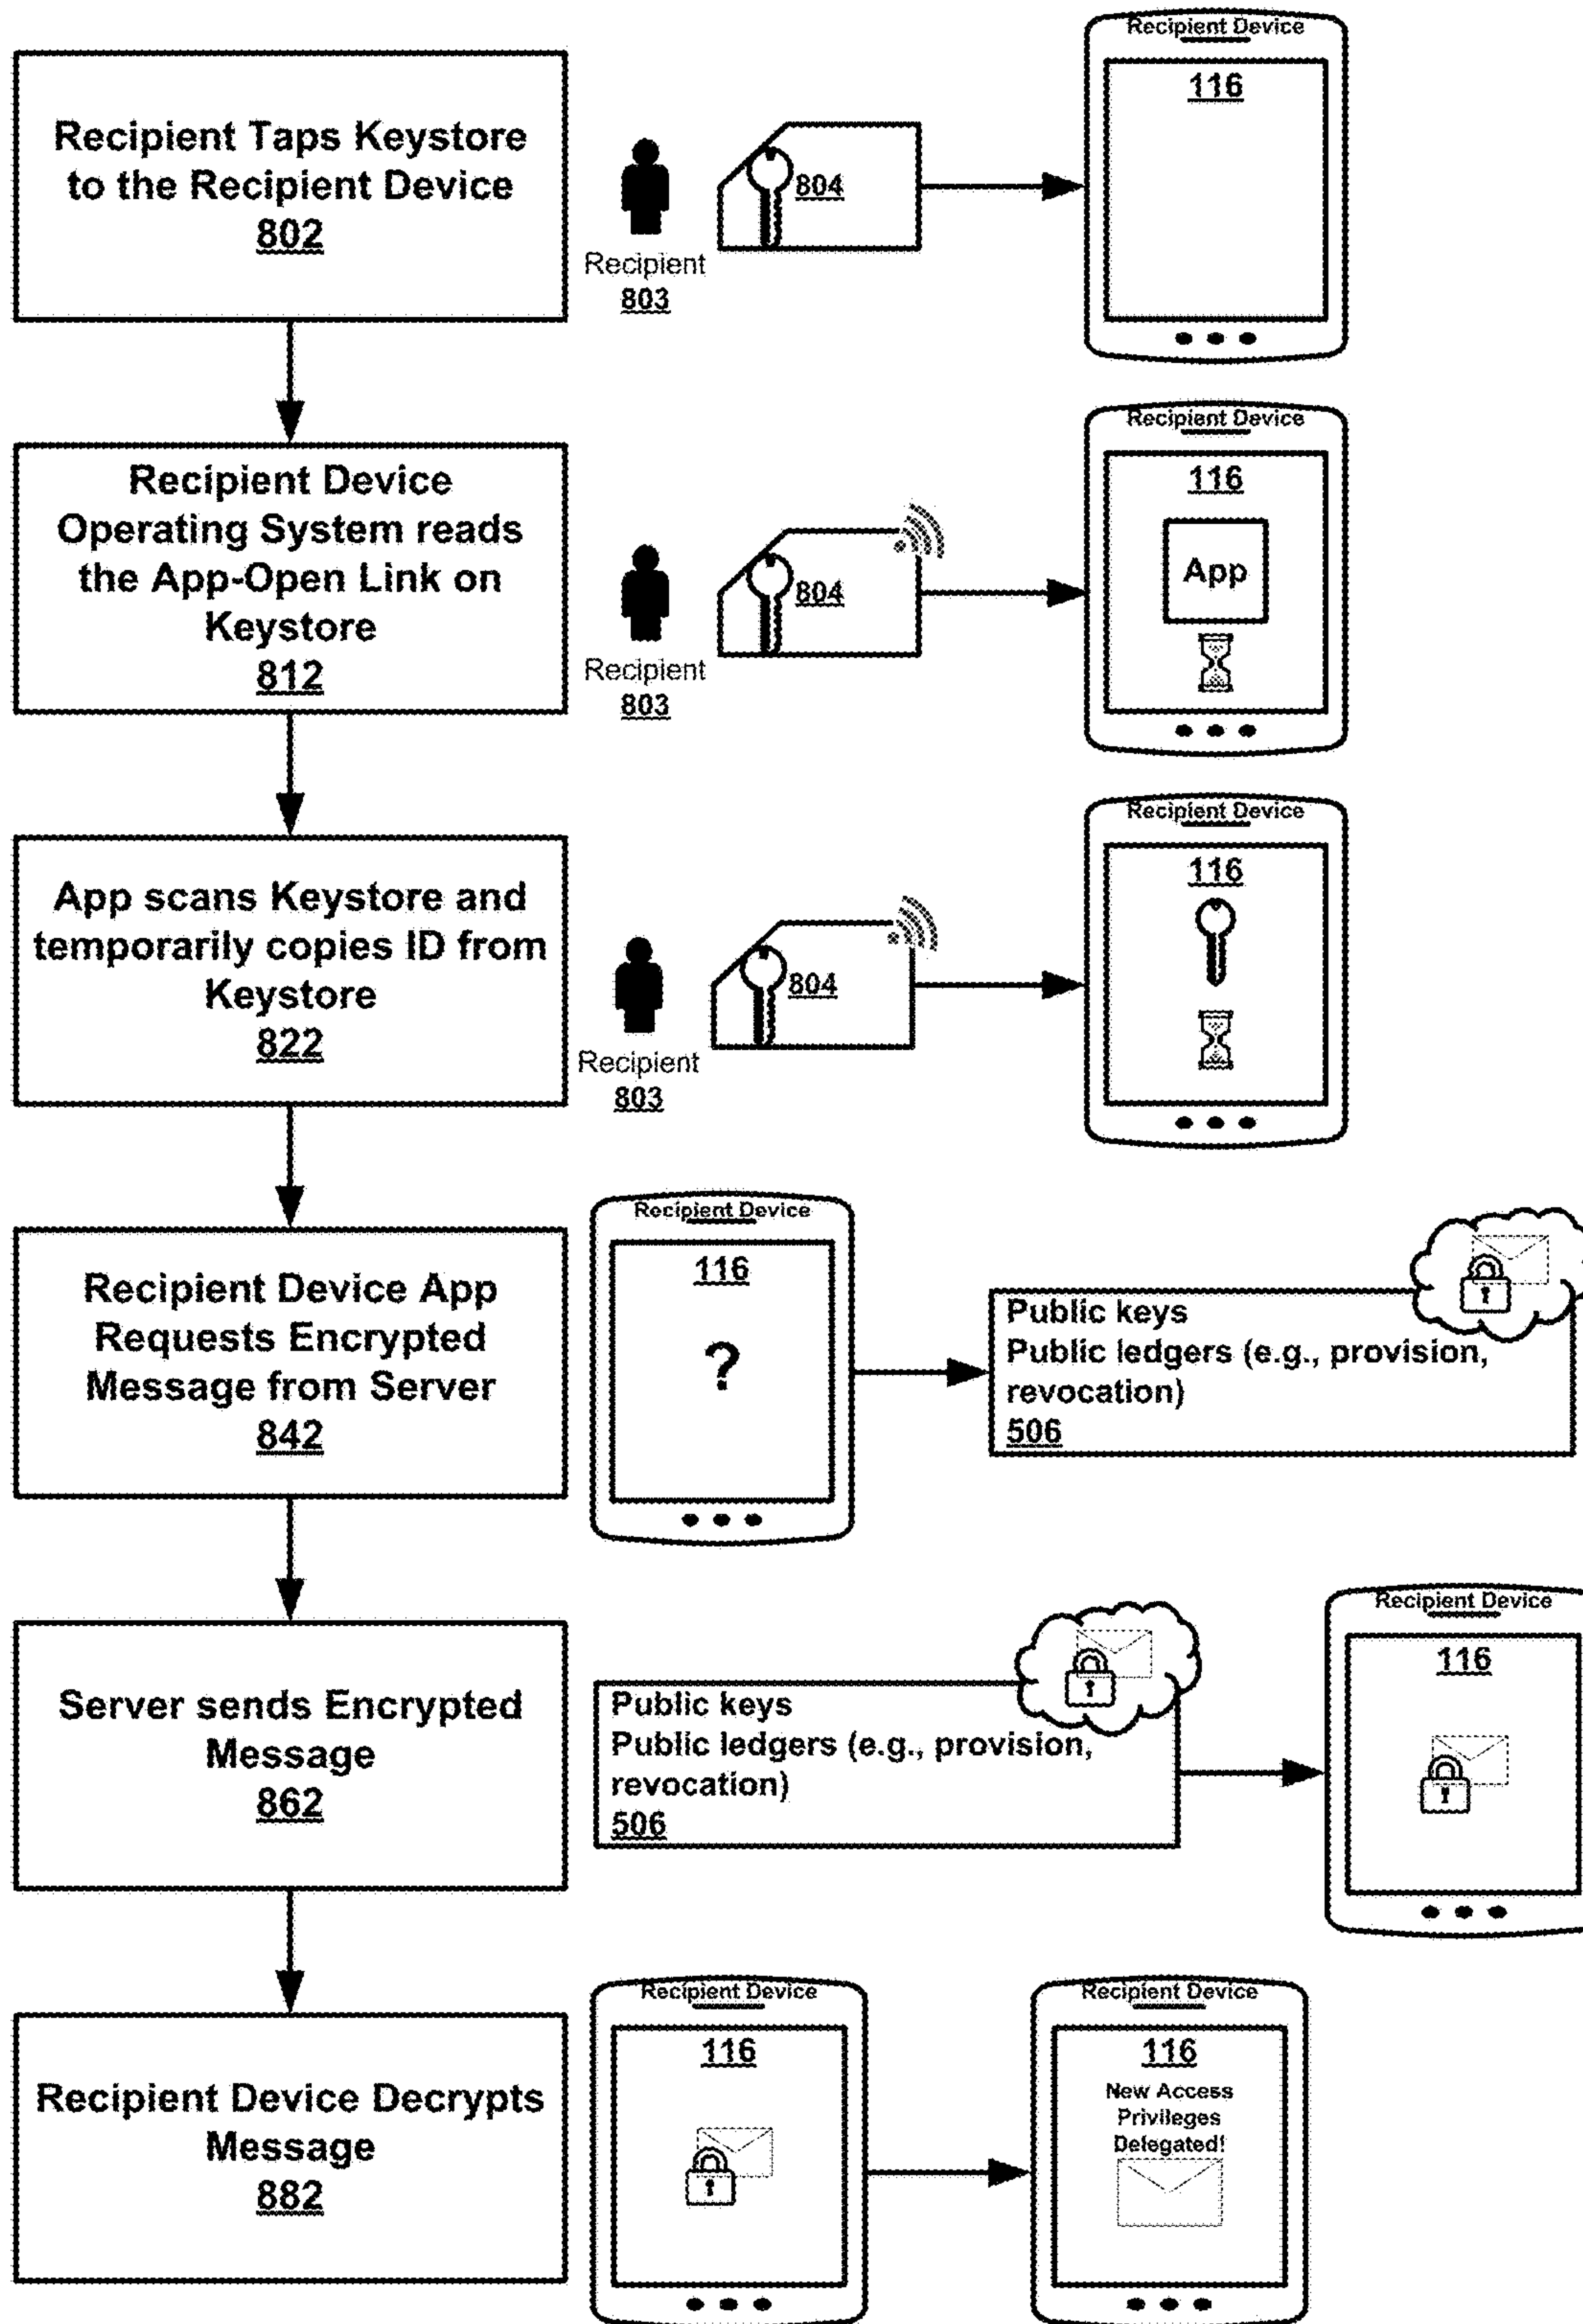 Recipient Taps Keystore
to the Recipient Device
802
Recipient
803
804
Recipient Device
116
Recipient Device
Operating System reads
the App-Open Link on
Keystore
812
Recipient
803
804
Recipient Device
116
App
App scans Keystore and
temporarily copies ID from
Keystore
822
Recipient
803
804
Recipient Device
116
Recipient Device App
Requests Encrypted
Message from Server
842
Recipient Device
116
?
Public keys
Public ledgers (e.g., provision,
revocation)
506
Server sends Encrypted
Message
862
Public keys
Public ledgers (e.g., provision,
revocation)
506
Recipient Device
116
Recipient Device Decrypts
Message
882
Recipient Device
116
Recipient Device
116
New Access
Privileges
Delegated!